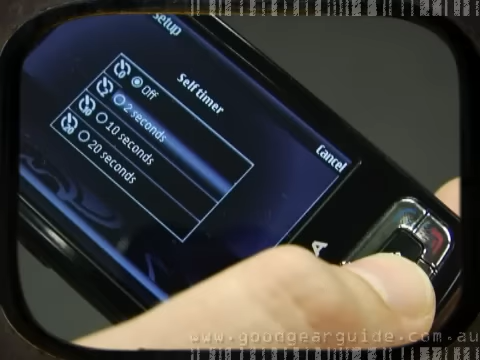 Setup
Self timer
Off
2 seconds
10 seconds
20 seconds
Cancel
A
www.goodgearguide.com.au